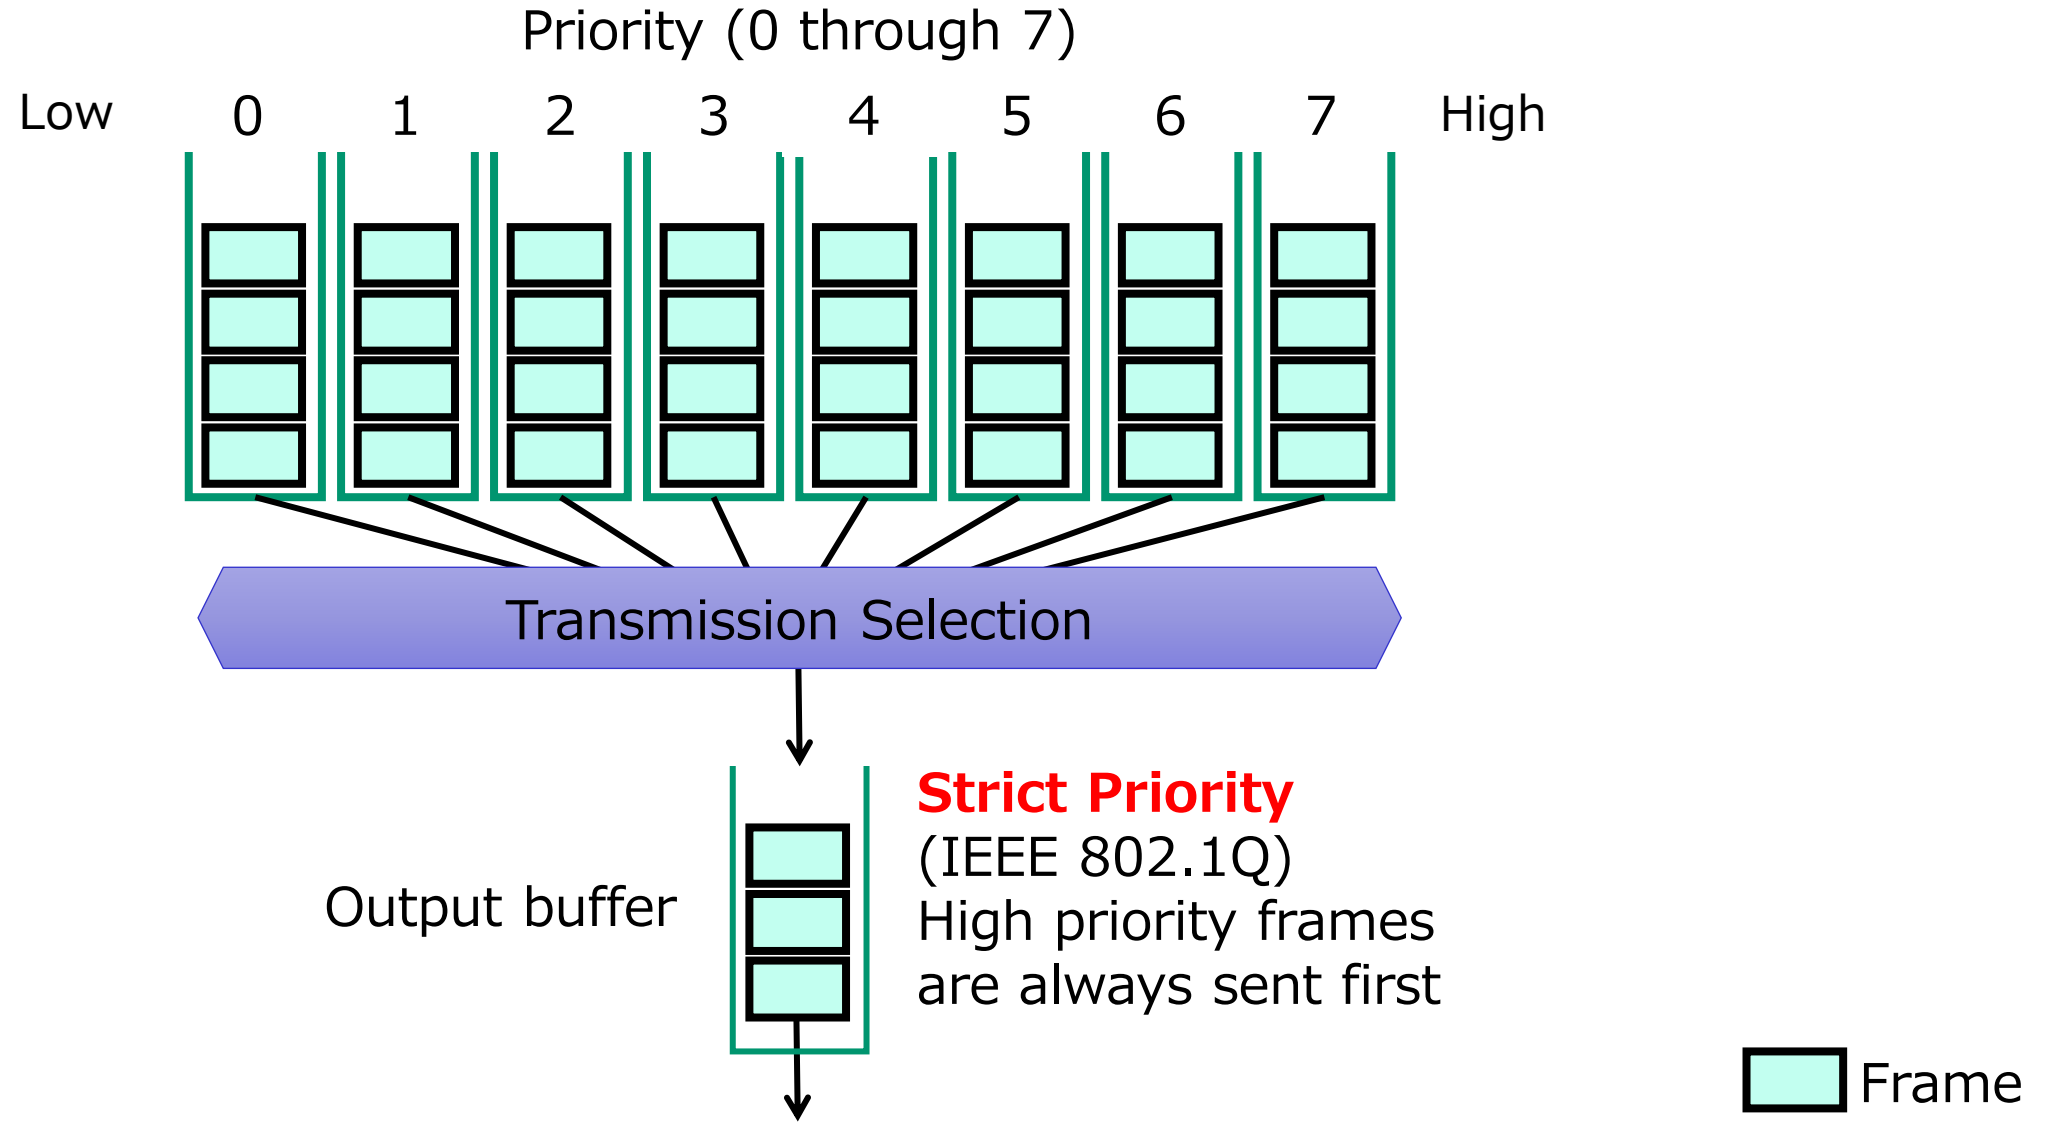 Priority (0 through 7)
Low 0 1 2 3 4 5 6 7 High
Transmission Selection
Strict Priority
(IEEE 802.1Q)
High priority frames
are always sent first
Output buffer
Frame